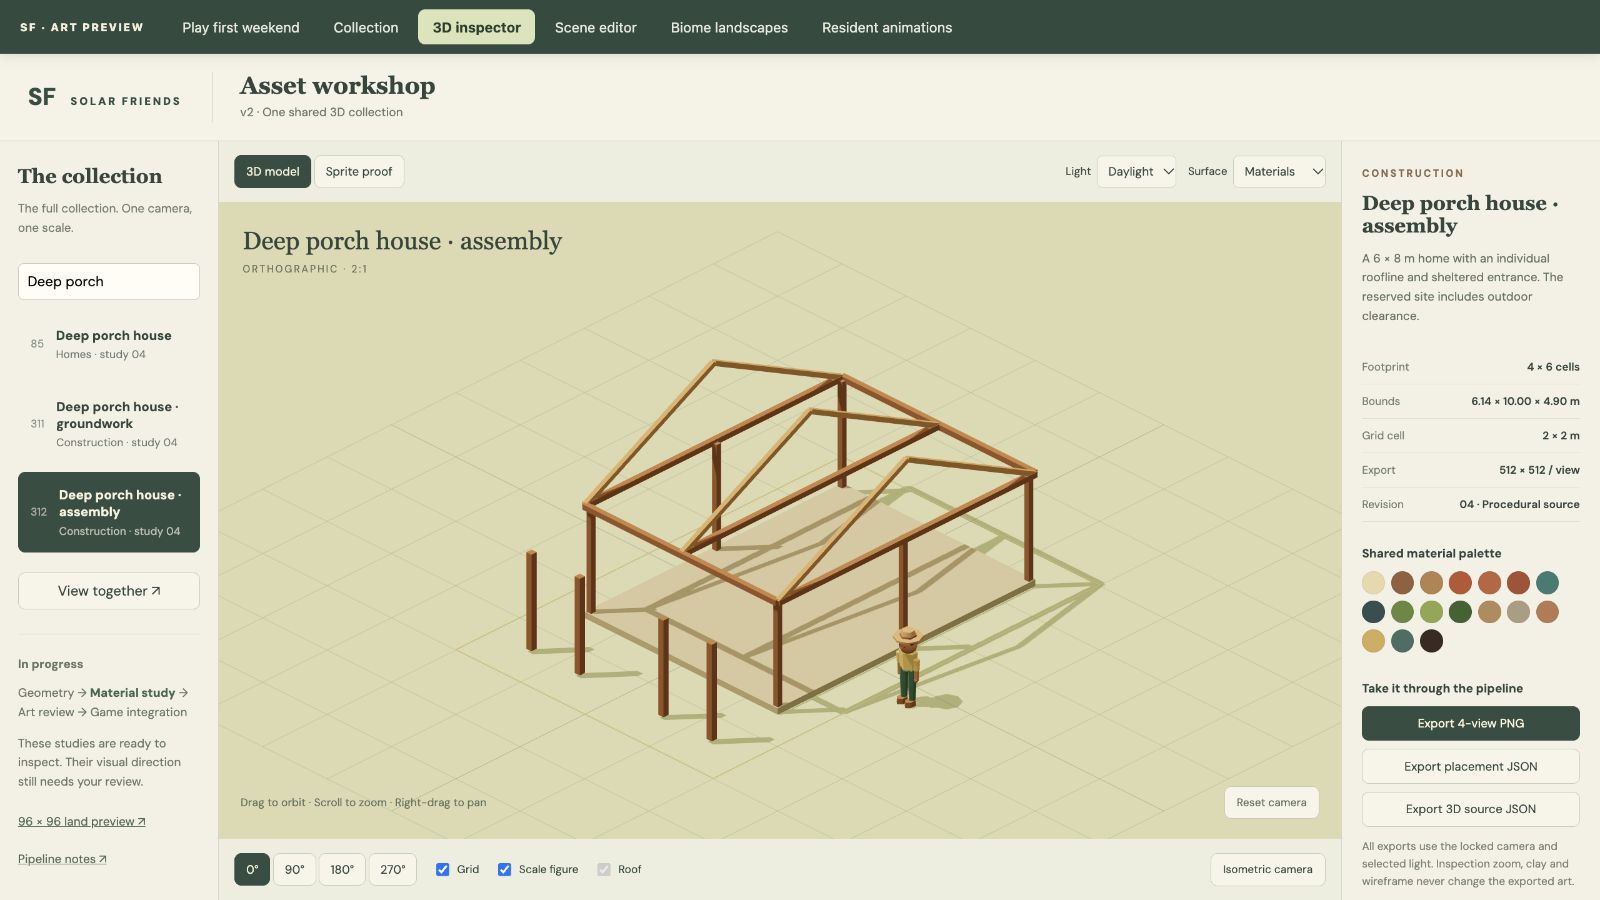 SF · ART PREVIEW
Play first weekend
Collection
3D inspector
Scene editor
Biome landscapes
Resident animations
SF SOLAR FRIENDS
Asset workshop
v2 · One shared 3D collection
The collection
The full collection. One camera,
one scale.
Deep porch
85
Deep porch house
Homes · study 04
311
Deep porch house ·
groundwork
Construction · study 04
312
Deep porch house ·
assembly
Construction · study 04
View together ↗
In progress
Geometry → Material study →
Art review → Game integration
These studies are ready to
inspect. Their visual direction
still needs your review.
96 × 96 land preview ↗
Pipeline notes ↗
3D model
Sprite proof
Light
Daylight
Surface
Materials
Deep porch house · assembly
ORTHOGRAPHIC · 2:1
Drag to orbit · Scroll to zoom · Right-drag to pan
Reset camera
0°
90°
180°
270°
Grid
Scale figure
Roof
Isometric camera
CONSTRUCTION
Deep porch house ·
assembly
A 6 × 8 m home with an individual
roofline and sheltered entrance. The
reserved site includes outdoor
clearance.
Footprint 4 × 6 cells
Bounds 6.14 × 10.00 × 4.90 m
Grid cell 2 × 2 m
Export 512 × 512 / view
Revision 04 · Procedural source
Shared material palette
Take it through the pipeline
Export 4-view PNG
Export placement JSON
Export 3D source JSON
All exports use the locked camera and
selected light. Inspection zoom, clay and
wireframe never change the exported art.